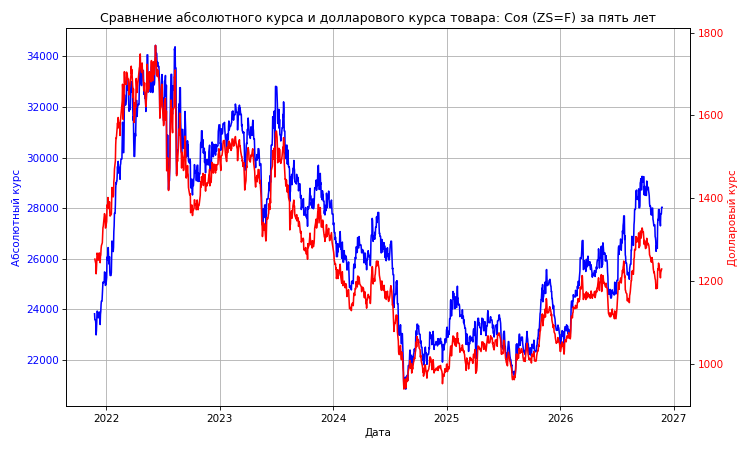 Сравнение абсолютного курса и долларового курса товара: Соя (ZS=F) за пять лет
34000
32000
30000
28000
26000
24000
22000
Абсолютный курс
1800
1600
1400
1200
1000
Долларовый курс
2022 2023 2024 2025 2026 2027
Дата